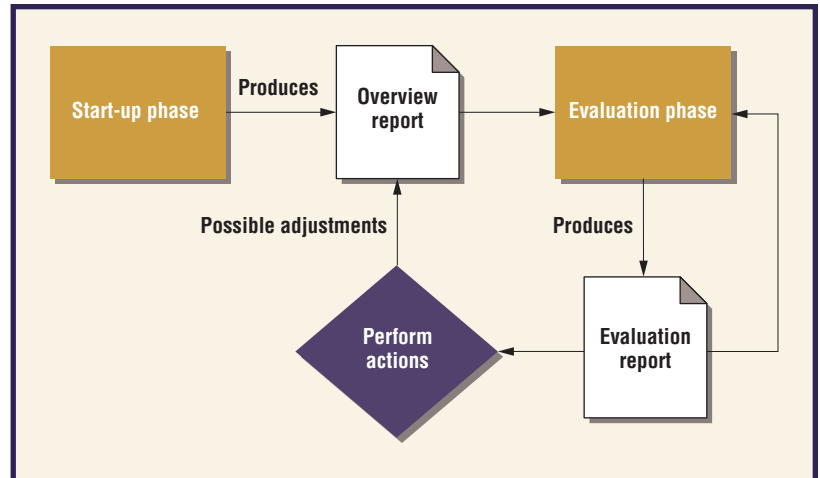 Start-up phase
Produces
Overview
report
Evaluation phase
Possible adjustments
Produces
Perform
actions
Evaluation
report